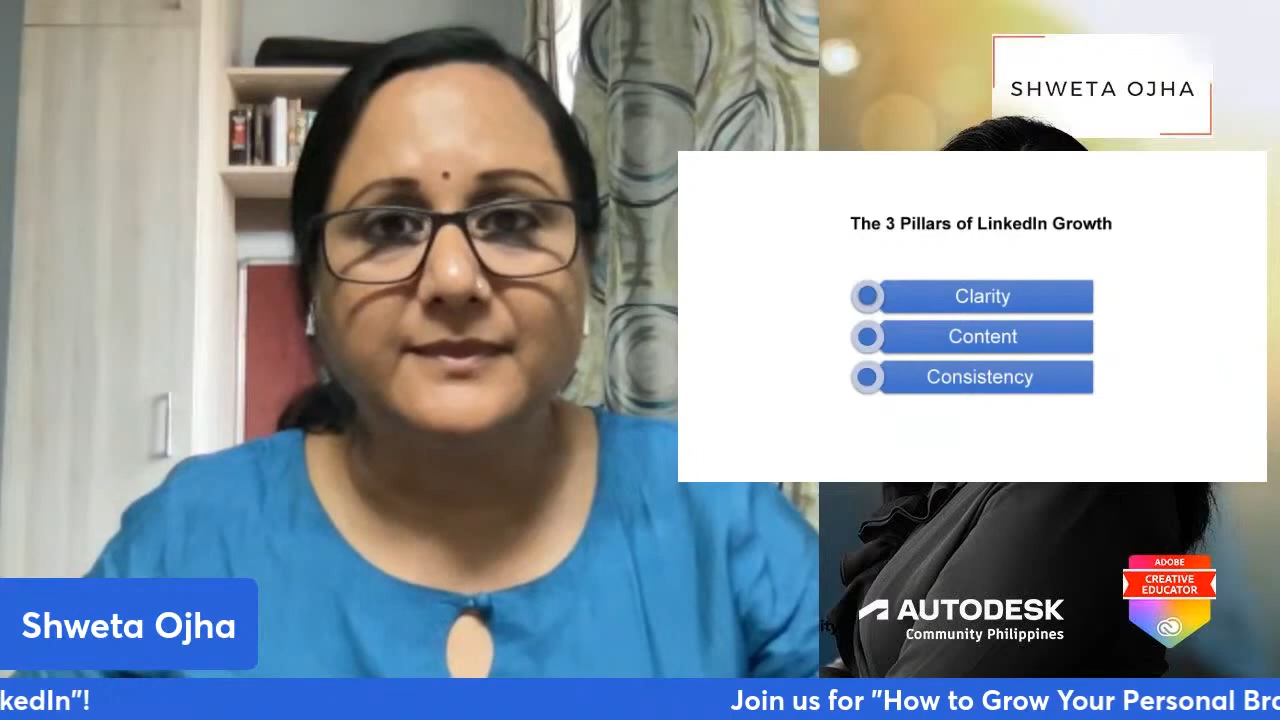 SHWETA OJHA
The 3 Pillars of LinkedIn Growth
Clarity
Content
Consistency
ADOBE
CREATIVE
EDUCATOR
AUTODESK
Community Philippines
Shweta Ojha
kedIn"!
Join us for "How to Grow Your Personal Bra